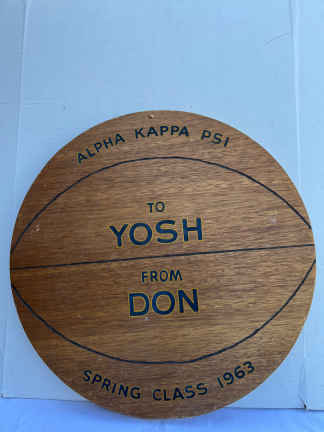 ALPHA KAPPA PSI
TO
YOSH
FROM
DON
SPRING CLASS 1963